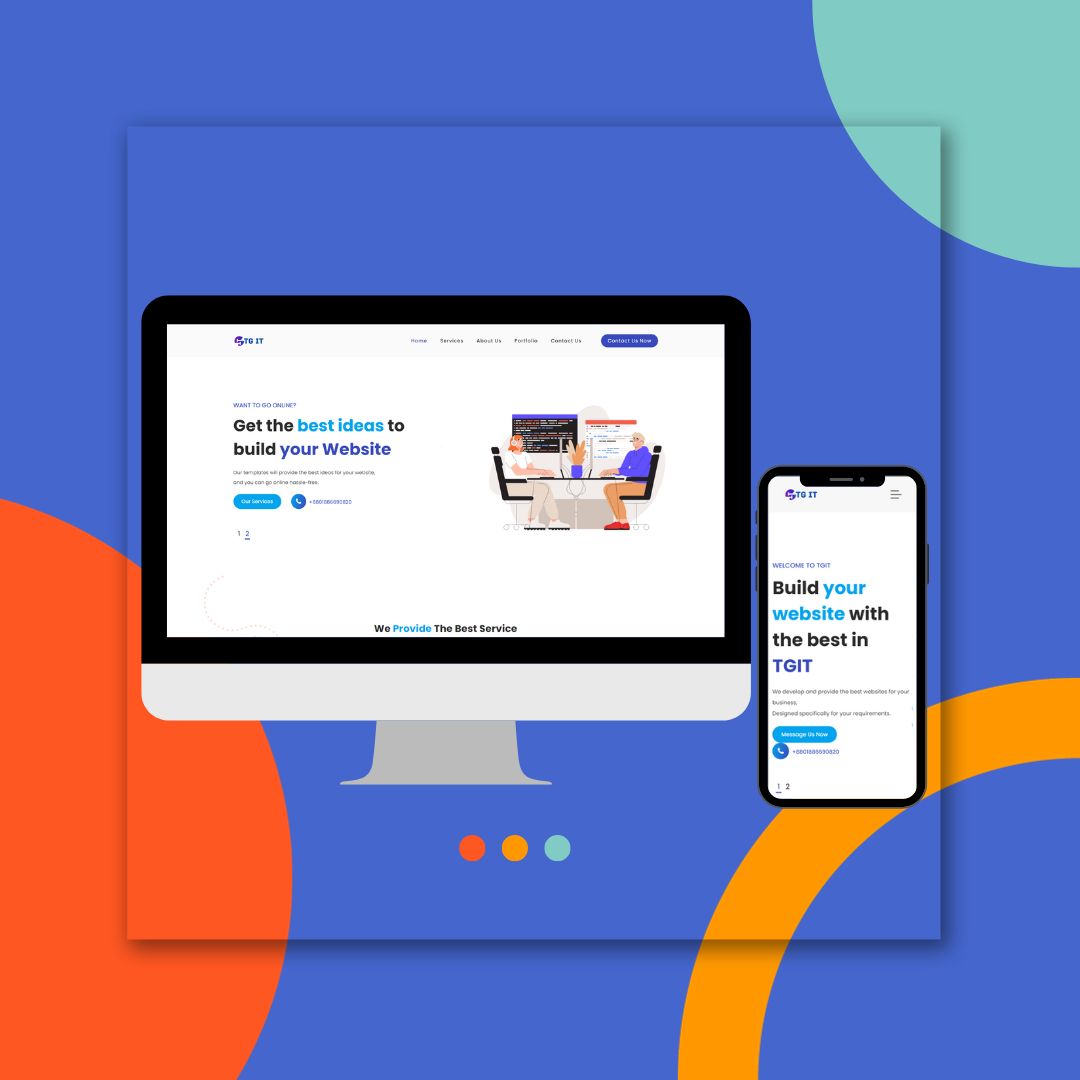 TG IT
Home Services About Us Portfolio Contact Us Contact Us Now
WANT TO GO ONLINE?
Get the best ideas to
build your Website
Our templates will provide the best ideas for your website,
and you can go online hassle-free.
Our Services +8801886690820
1 2
We Provide The Best Service
TG IT
WELCOME TO TGIT
Build your
website with
the best in
TGIT
We develop and provide the best websites for your
business,
Designed specifically for your requirements.
Message Us Now
+8801886690820
1 2